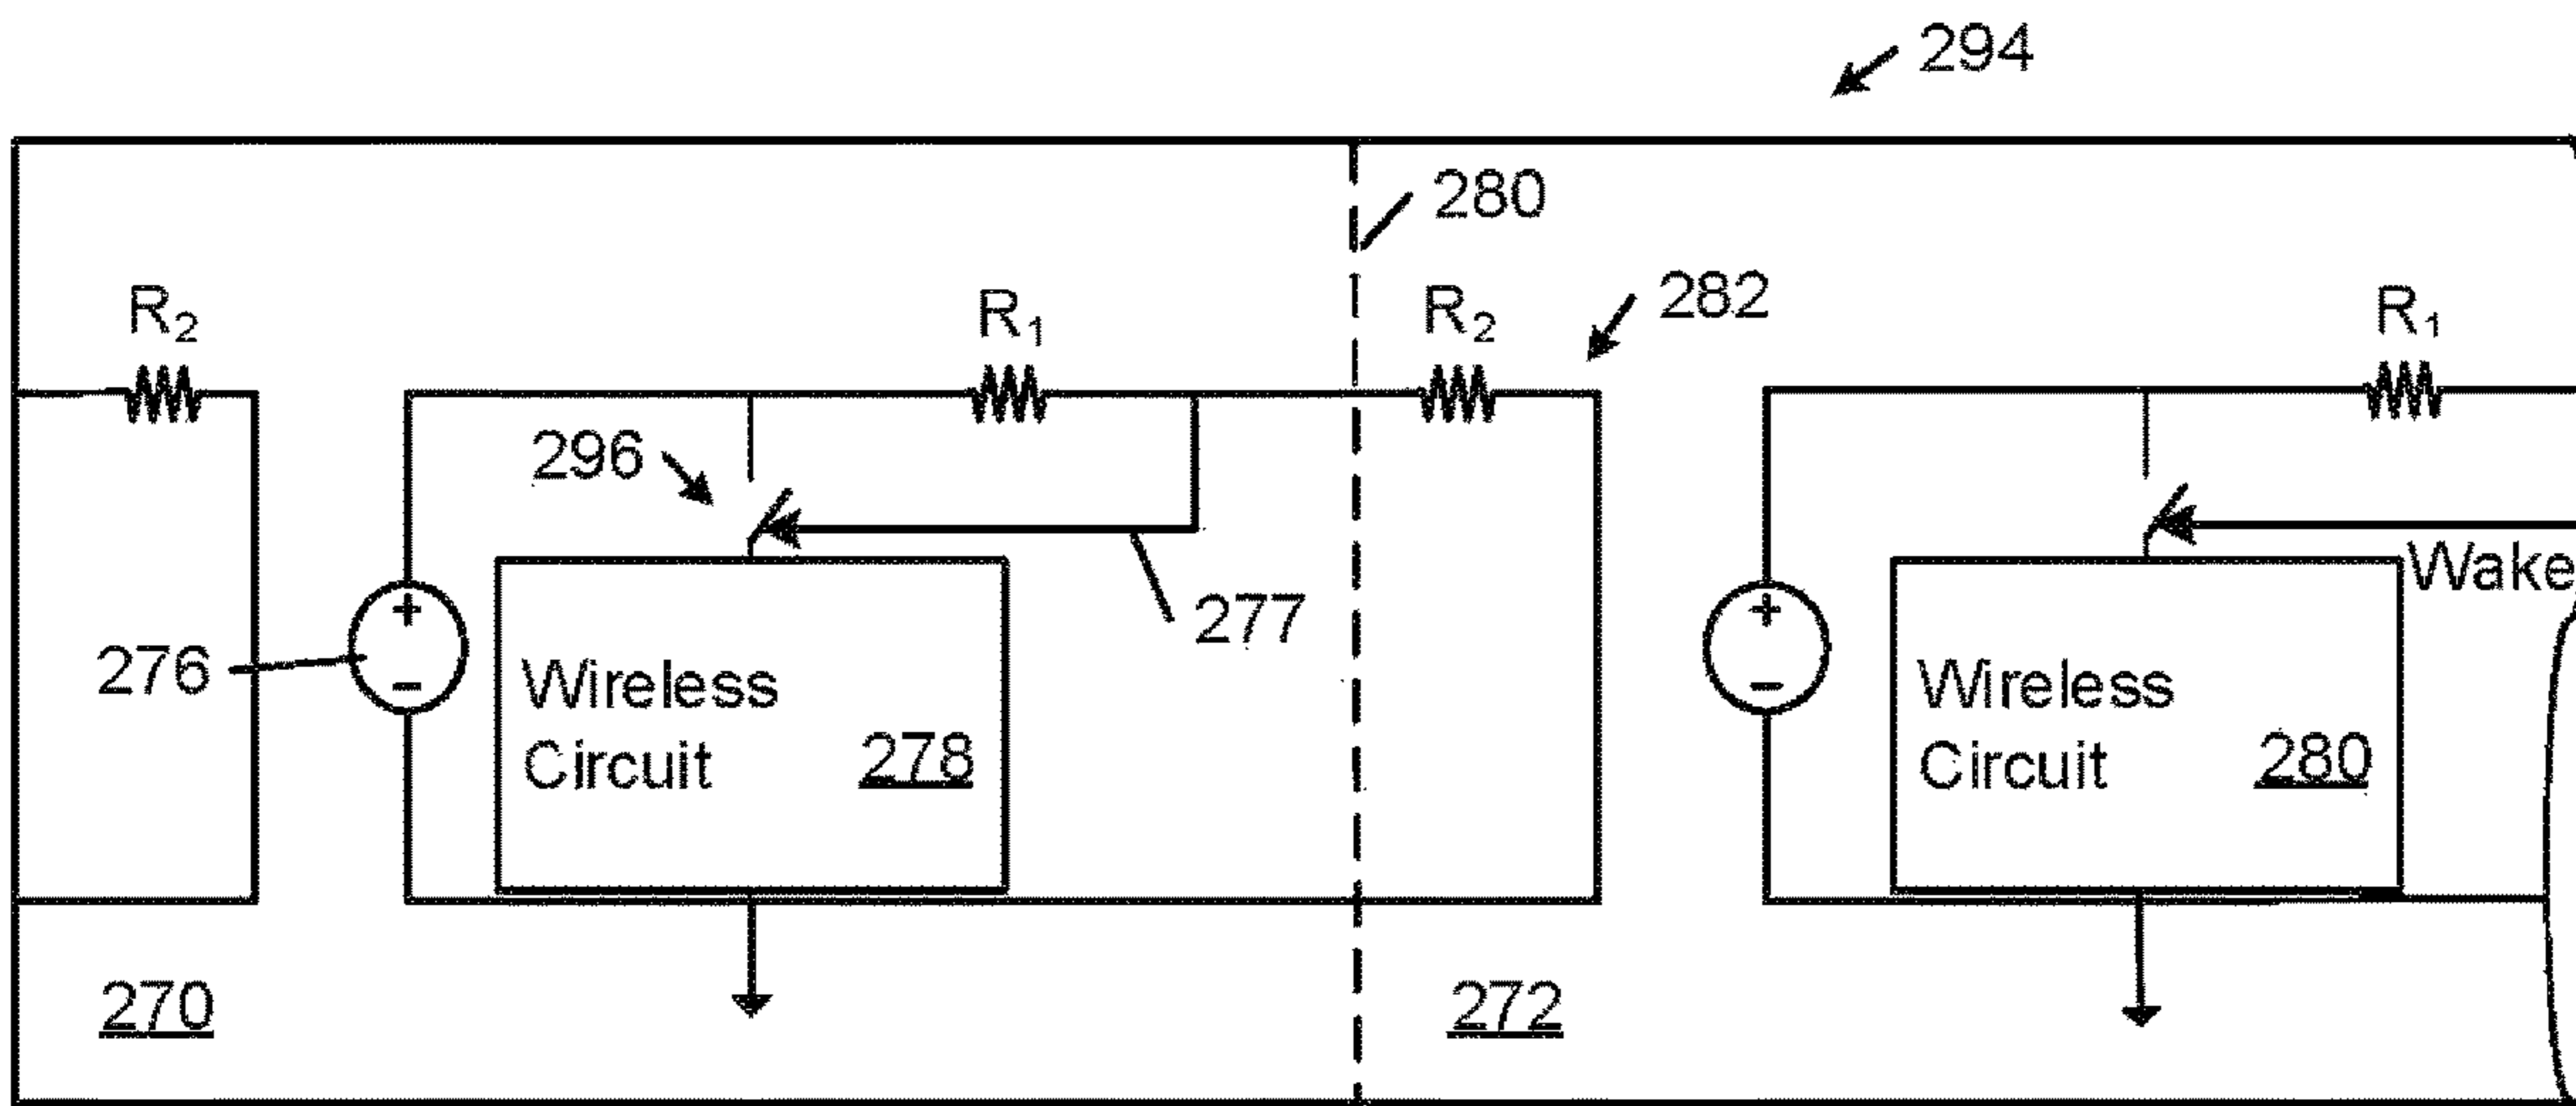 294
280
282
R₂
R₁
R₂
R₁
296
Wake
277
+
+
276
−
−
Wireless
Circuit 278
Wireless
Circuit 280
270
272